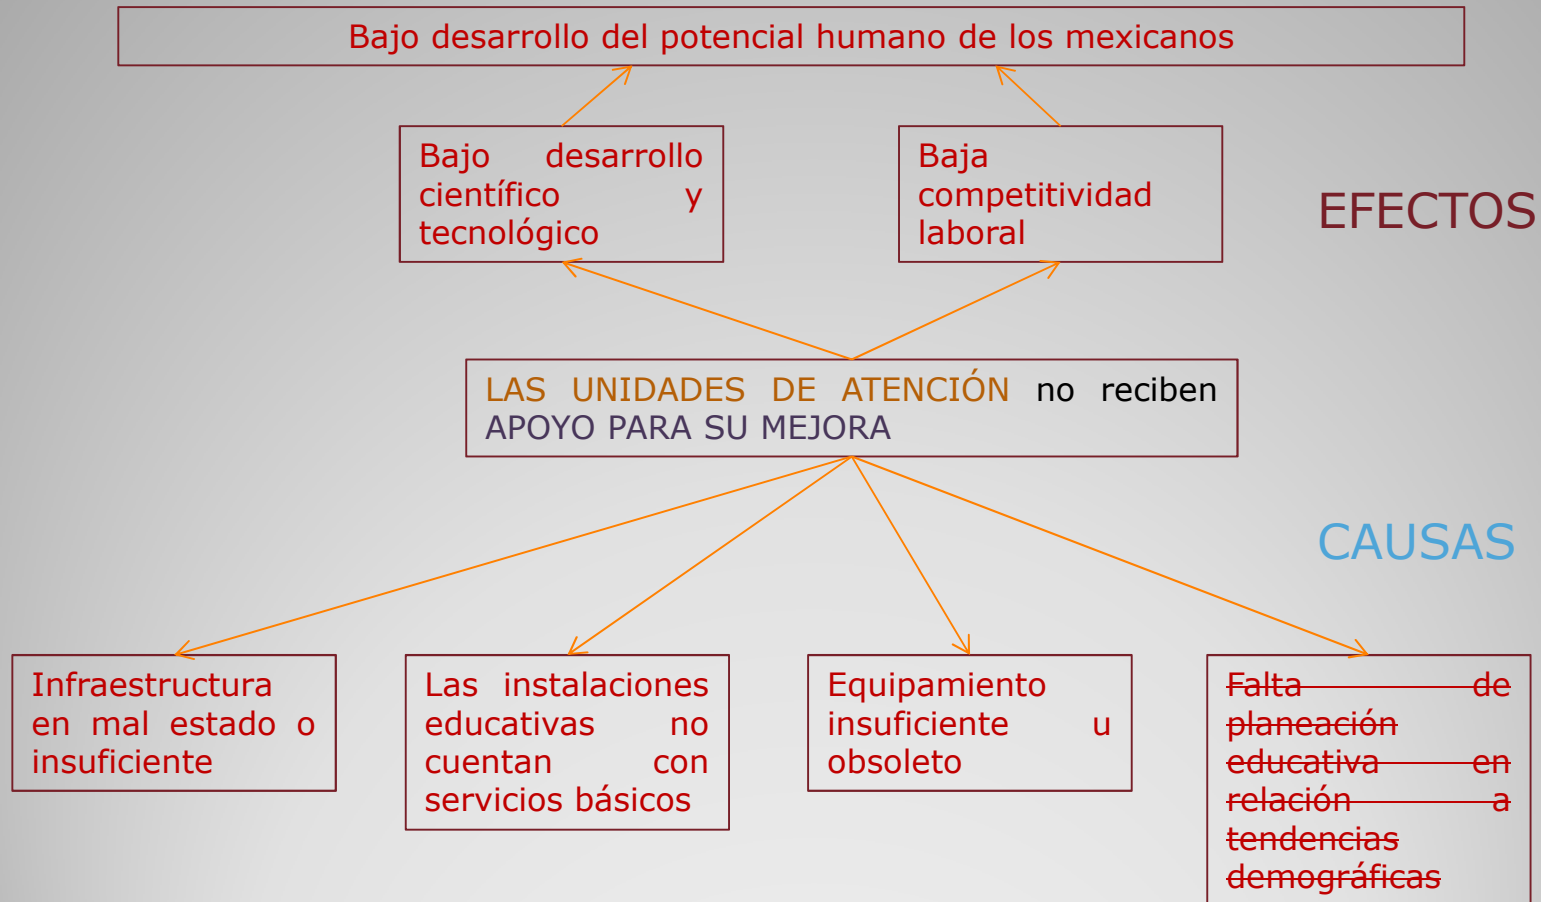 Bajo desarrollo del potencial humano de los mexicanos
Bajo desarrollo
científico y
tecnológico
Baja
competitividad
laboral
EFECTOS
LAS UNIDADES DE ATENCIÓN no reciben
APOYO PARA SU MEJORA
CAUSAS
Infraestructura
en mal estado o
insuficiente
Las instalaciones
educativas no
cuentan con
servicios básicos
Equipamiento
insuficiente u
obsoleto
Falta de
planeación
educativa en
relación a
tendencias
demográficas